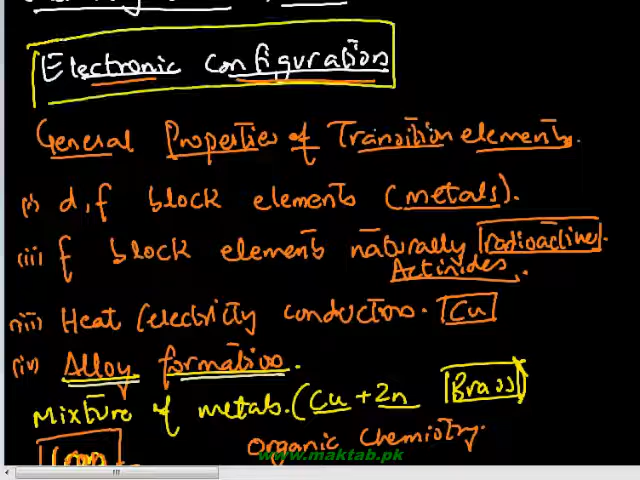 Electronic configuration
General Properties of Transition elements.
(i) d,f block elements (metals).
(ii) f block elements naturally radioactive.
Actinides.
(iii) Heat /electricity conductors. Cu
(iv) Alloy formation.
Mixture of metals. (Cu + Zn Brass)
organic chemistry.
www.maktab.pk